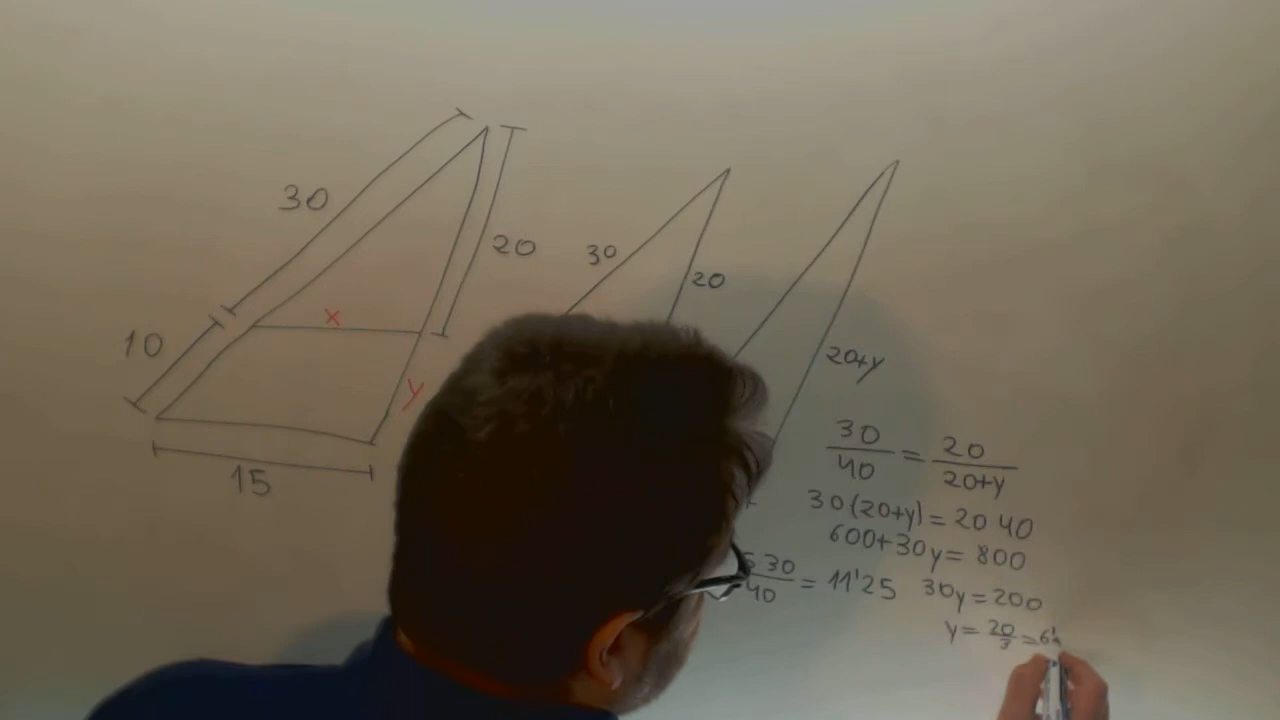 30
20
10
x
y
15
30
20
20+y
30/40 = 20/20+y
30(20+y) = 20 40
600+30y = 800
30/40 = 11'25
30y = 200
y = 20/3 = 6'